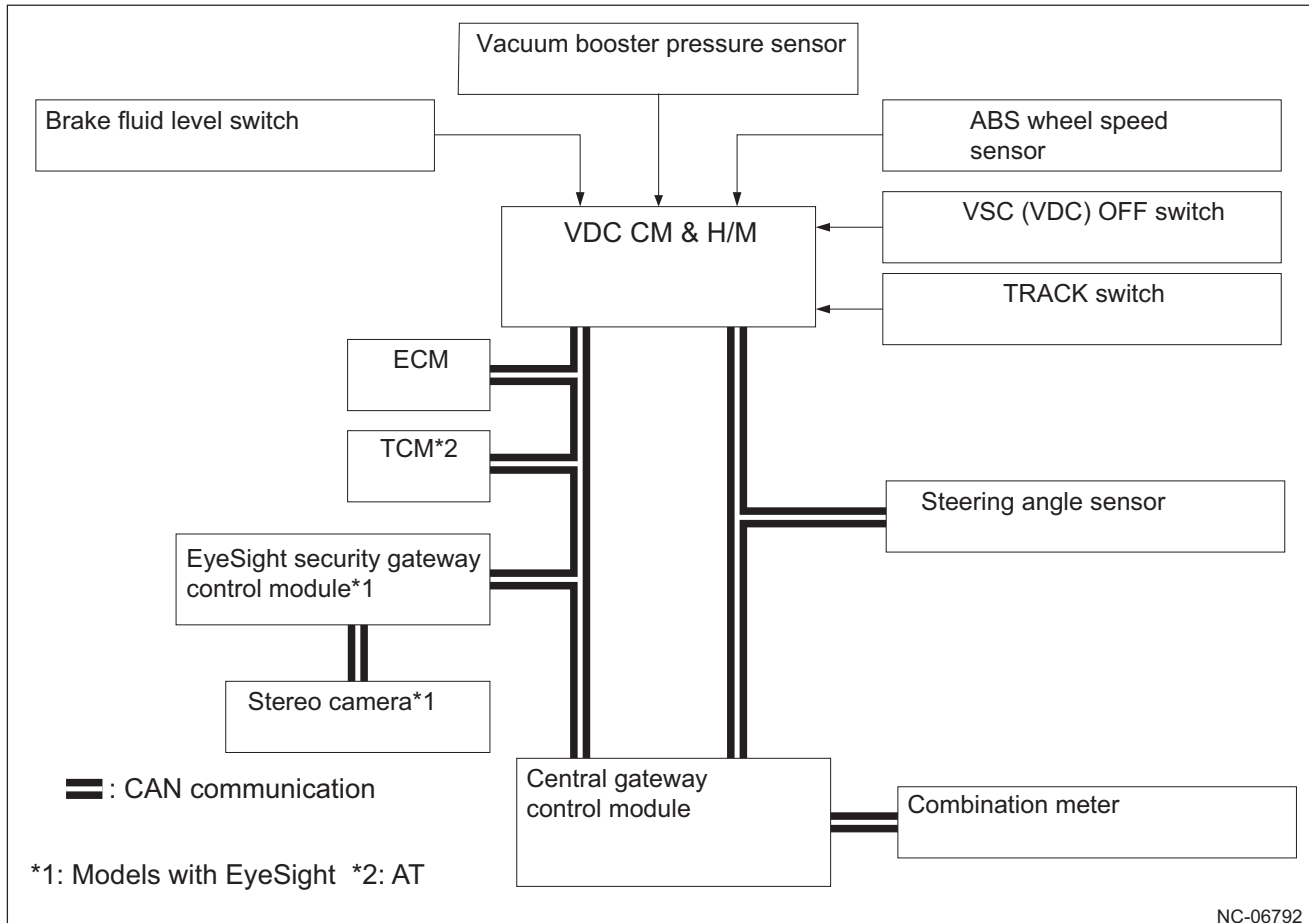 Vacuum booster pressure sensor
Brake fluid level switch
ABS wheel speed
sensor
VDC CM & H/M
VSC (VDC) OFF switch
TRACK switch
ECM
TCM*2
Steering angle sensor
EyeSight security gateway
control module*1
Stereo camera*1
: CAN communication
Central gateway
control module
Combination meter
*1: Models with EyeSight *2: AT
NC-06792